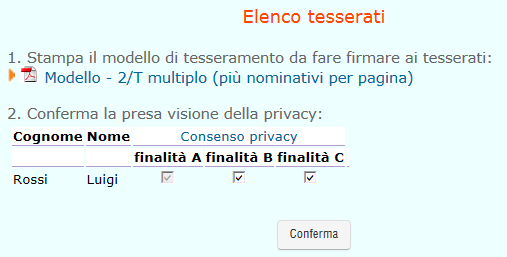 Elenco tesserati
1. Stampa il modello di tesseramento da fare firmare ai tesserati:
Modello - 2/T multiplo (più nominativi per pagina)
2. Conferma la presa visione della privacy:
Cognome Nome Consenso privacy
finalità A finalità B finalità C
Rossi Luigi
Conferma